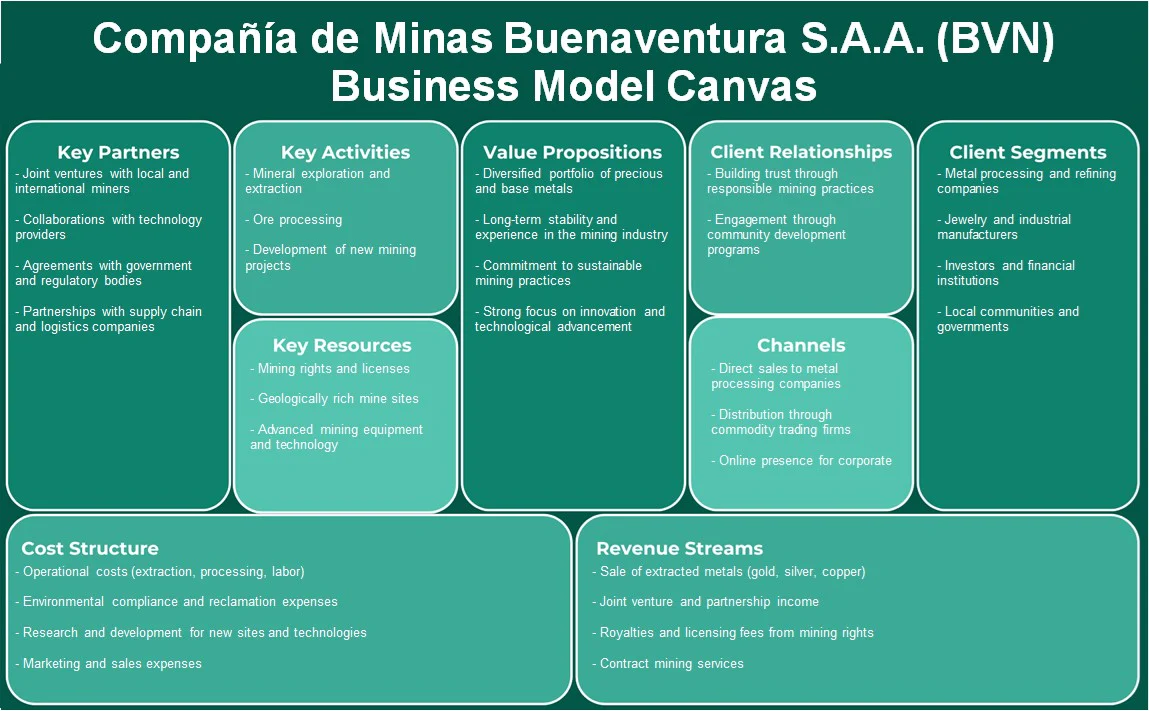 Compañía de Minas Buenaventura S.A.A. (BVN)
Business Model Canvas
Key Partners
- Joint ventures with local and
international miners
- Collaborations with technology
providers
- Agreements with government
and regulatory bodies
- Partnerships with supply chain
and logistics companies
Key Activities
- Mineral exploration and
extraction
- Ore processing
- Development of new mining
projects
Key Resources
- Mining rights and licenses
- Geologically rich mine sites
- Advanced mining equipment
and technology
Value Propositions
- Diversified portfolio of precious
and base metals
- Long-term stability and
experience in the mining industry
- Commitment to sustainable
mining practices
- Strong focus on innovation and
technological advancement
Client Relationships
- Building trust through
responsible mining practices
- Engagement through
community development
programs
Channels
- Direct sales to metal
processing companies
- Distribution through
commodity trading firms
- Online presence for corporate
Client Segments
- Metal processing and refining
companies
- Jewelry and industrial
manufacturers
- Investors and financial
institutions
- Local communities and
governments
Cost Structure
- Operational costs (extraction, processing, labor)
- Environmental compliance and reclamation expenses
- Research and development for new sites and technologies
- Marketing and sales expenses
Revenue Streams
- Sale of extracted metals (gold, silver, copper)
- Joint venture and partnership income
- Royalties and licensing fees from mining rights
- Contract mining services